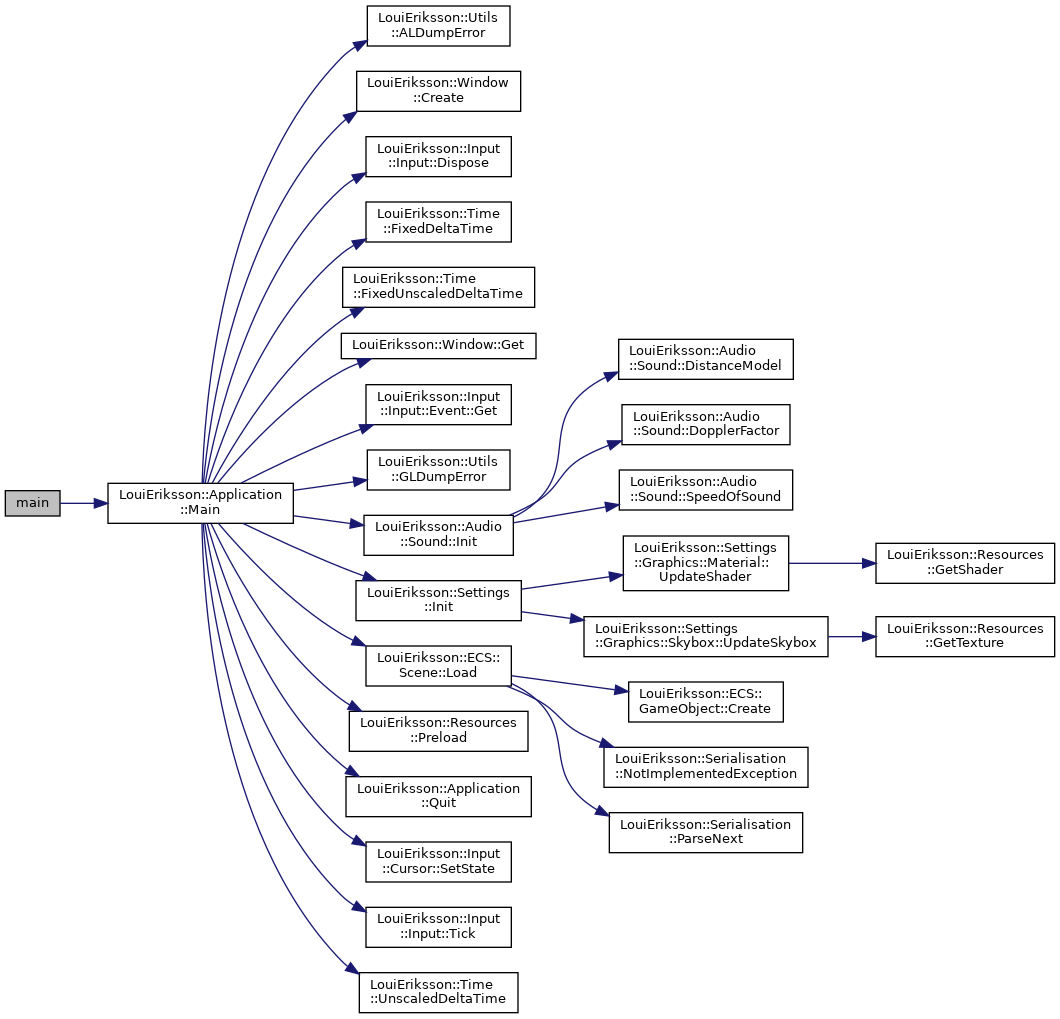 main
LouiEriksson::Application
::Main
LouiEriksson::Utils
::ALDumpError
LouiEriksson::Window
::Create
LouiEriksson::Input
::Input::Dispose
LouiEriksson::Time
::FixedDeltaTime
LouiEriksson::Time
::FixedUnscaledDeltaTime
LouiEriksson::Window::Get
LouiEriksson::Input
::Input::Event::Get
LouiEriksson::Utils
::GLDumpError
LouiEriksson::Audio
::Sound::Init
LouiEriksson::Settings
::Init
LouiEriksson::ECS::
Scene::Load
LouiEriksson::Resources
::Preload
LouiEriksson::Application
::Quit
LouiEriksson::Input
::Cursor::SetState
LouiEriksson::Input
::Input::Tick
LouiEriksson::Time
::UnscaledDeltaTime
LouiEriksson::Audio
::Sound::DistanceModel
LouiEriksson::Audio
::Sound::DopplerFactor
LouiEriksson::Audio
::Sound::SpeedOfSound
LouiEriksson::Settings
::Graphics::Material::
UpdateShader
LouiEriksson::Settings
::Graphics::Skybox::UpdateSkybox
LouiEriksson::ECS::
GameObject::Create
LouiEriksson::Serialisation
::NotImplementedException
LouiEriksson::Serialisation
::ParseNext
LouiEriksson::Resources
::GetShader
LouiEriksson::Resources
::GetTexture